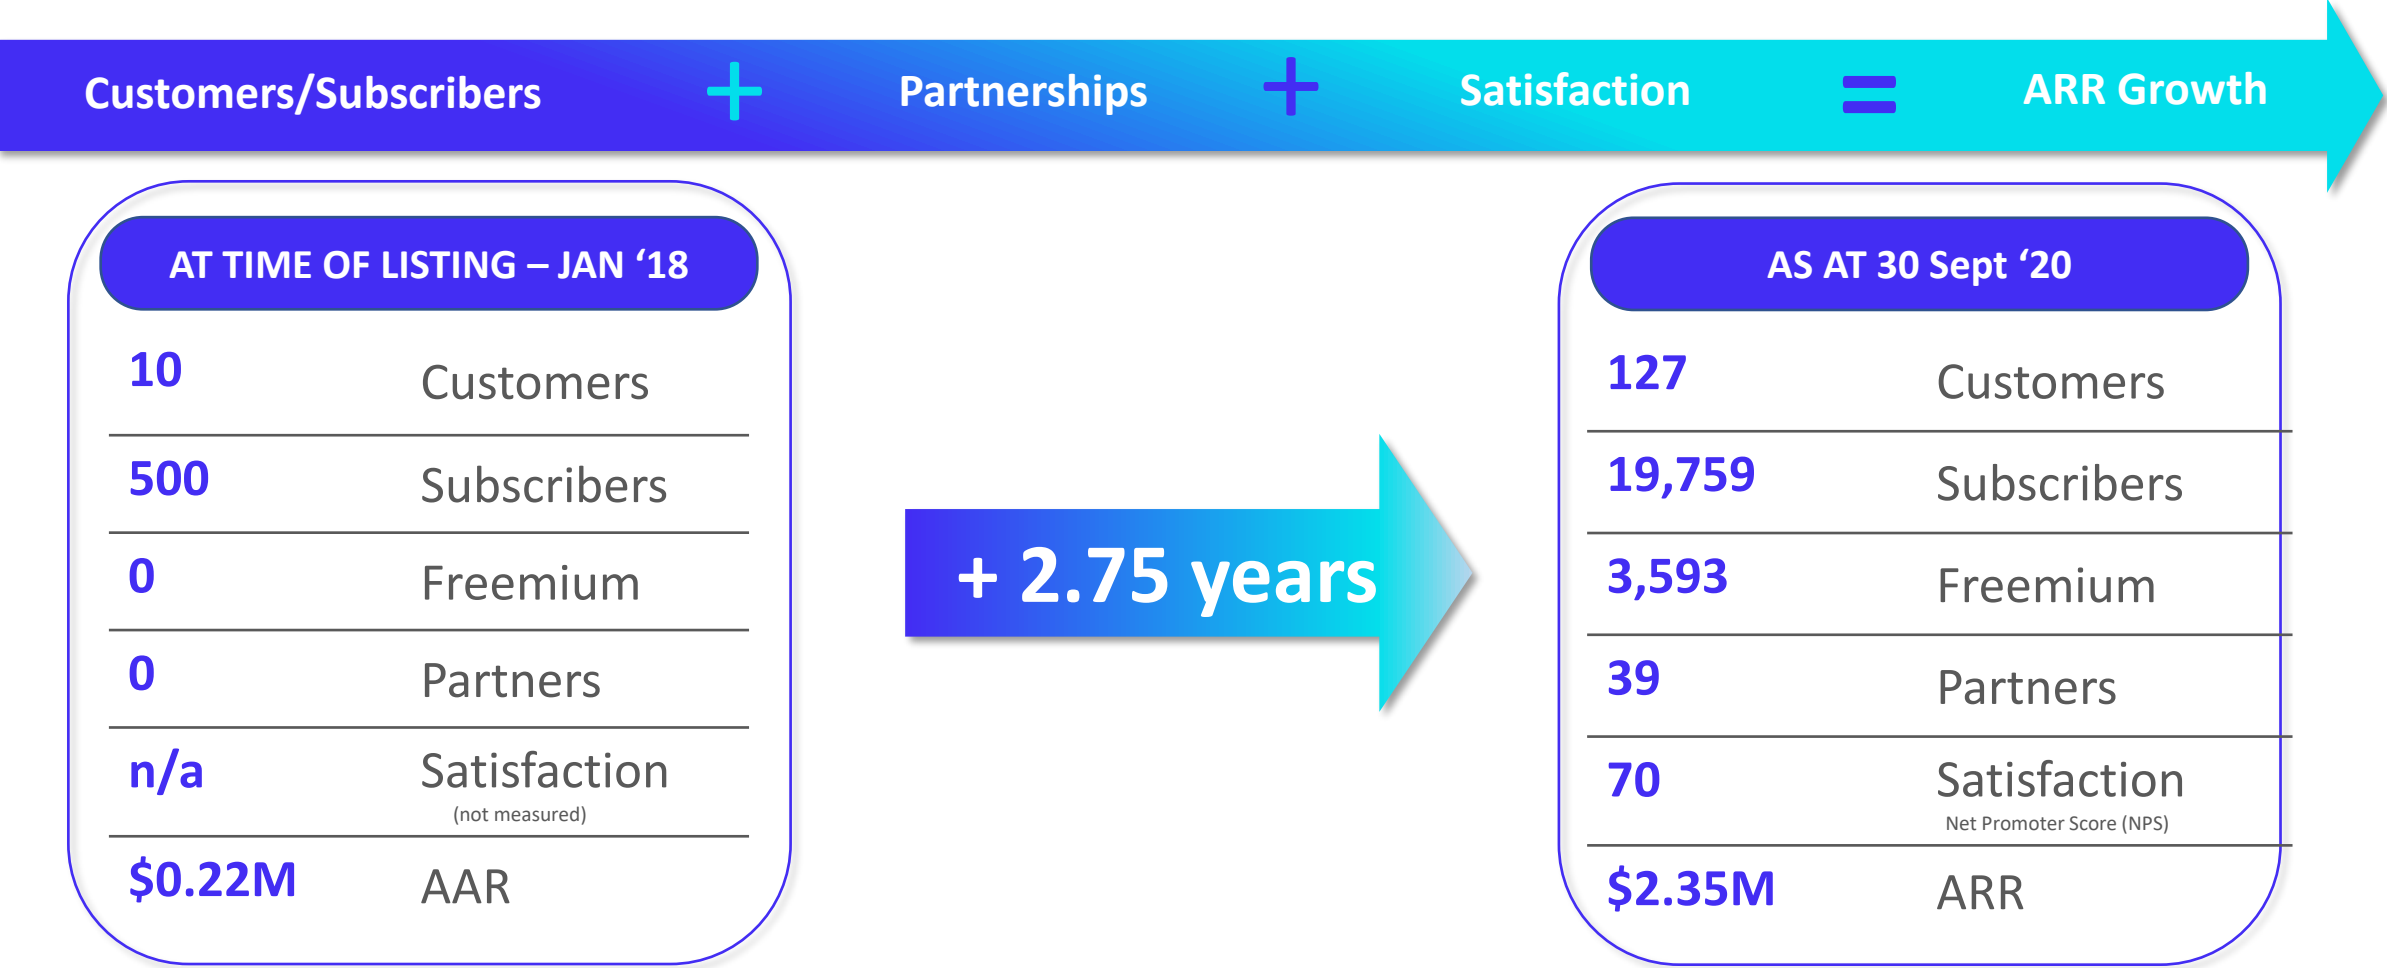 Customers/Subscribers + Partnerships + Satisfaction = ARR Growth
AT TIME OF LISTING – JAN ‘18
10 Customers
500 Subscribers
0 Freemium
0 Partners
n/a Satisfaction
(not measured)
$0.22M AAR
+ 2.75 years
AS AT 30 Sept ‘20
127 Customers
19,759 Subscribers
3,593 Freemium
39 Partners
70 Satisfaction
Net Promoter Score (NPS)
$2.35M ARR